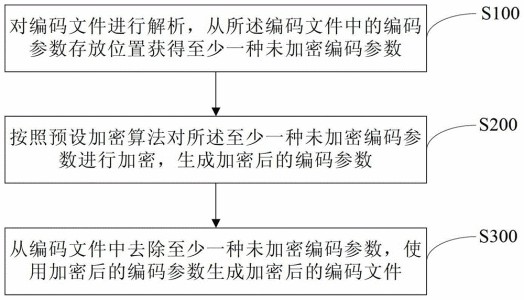 对编码文件进行解析，从所述编码文件中的编码
参数存放位置获得至少一种未加密编码参数
S100
按照预设加密算法对所述至少一种未加密编码参
数进行加密，生成加密后的编码参数
S200
从编码文件中去除至少一种未加密编码参数，使
用加密后的编码参数生成加密后的编码文件
S300